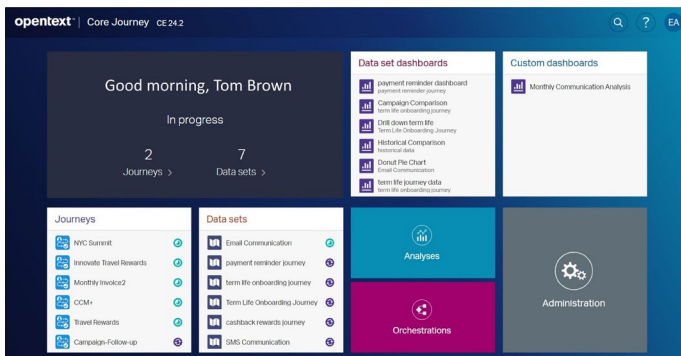 opentext™ | Core Journey CE 24.2
? EA
Good morning, Tom Brown
In progress
2 7
Journeys > Data sets >
Data set dashboards
payment reminder dashboard
payment reminder journey
Campaign Comparison
term life onboarding journey
Drill down term life
Term Life Onboarding Journey
Historical Comparison
historical data
Donut Pie Chart
Email Communication
term life journey data
term life onboarding journey
Custom dashboards
Monthly Communication Analysis
Journeys
NYC Summit
Innovate Travel Rewards
Monthly Invoice2
CCM+
Travel Rewards
Campaign-Follow-up
Data sets
Email Communication
payment reminder journey
term life onboarding journey
Term Life Onboarding Journey
cashback rewards journey
SMS Communication
Analyses
Orchestrations
Administration